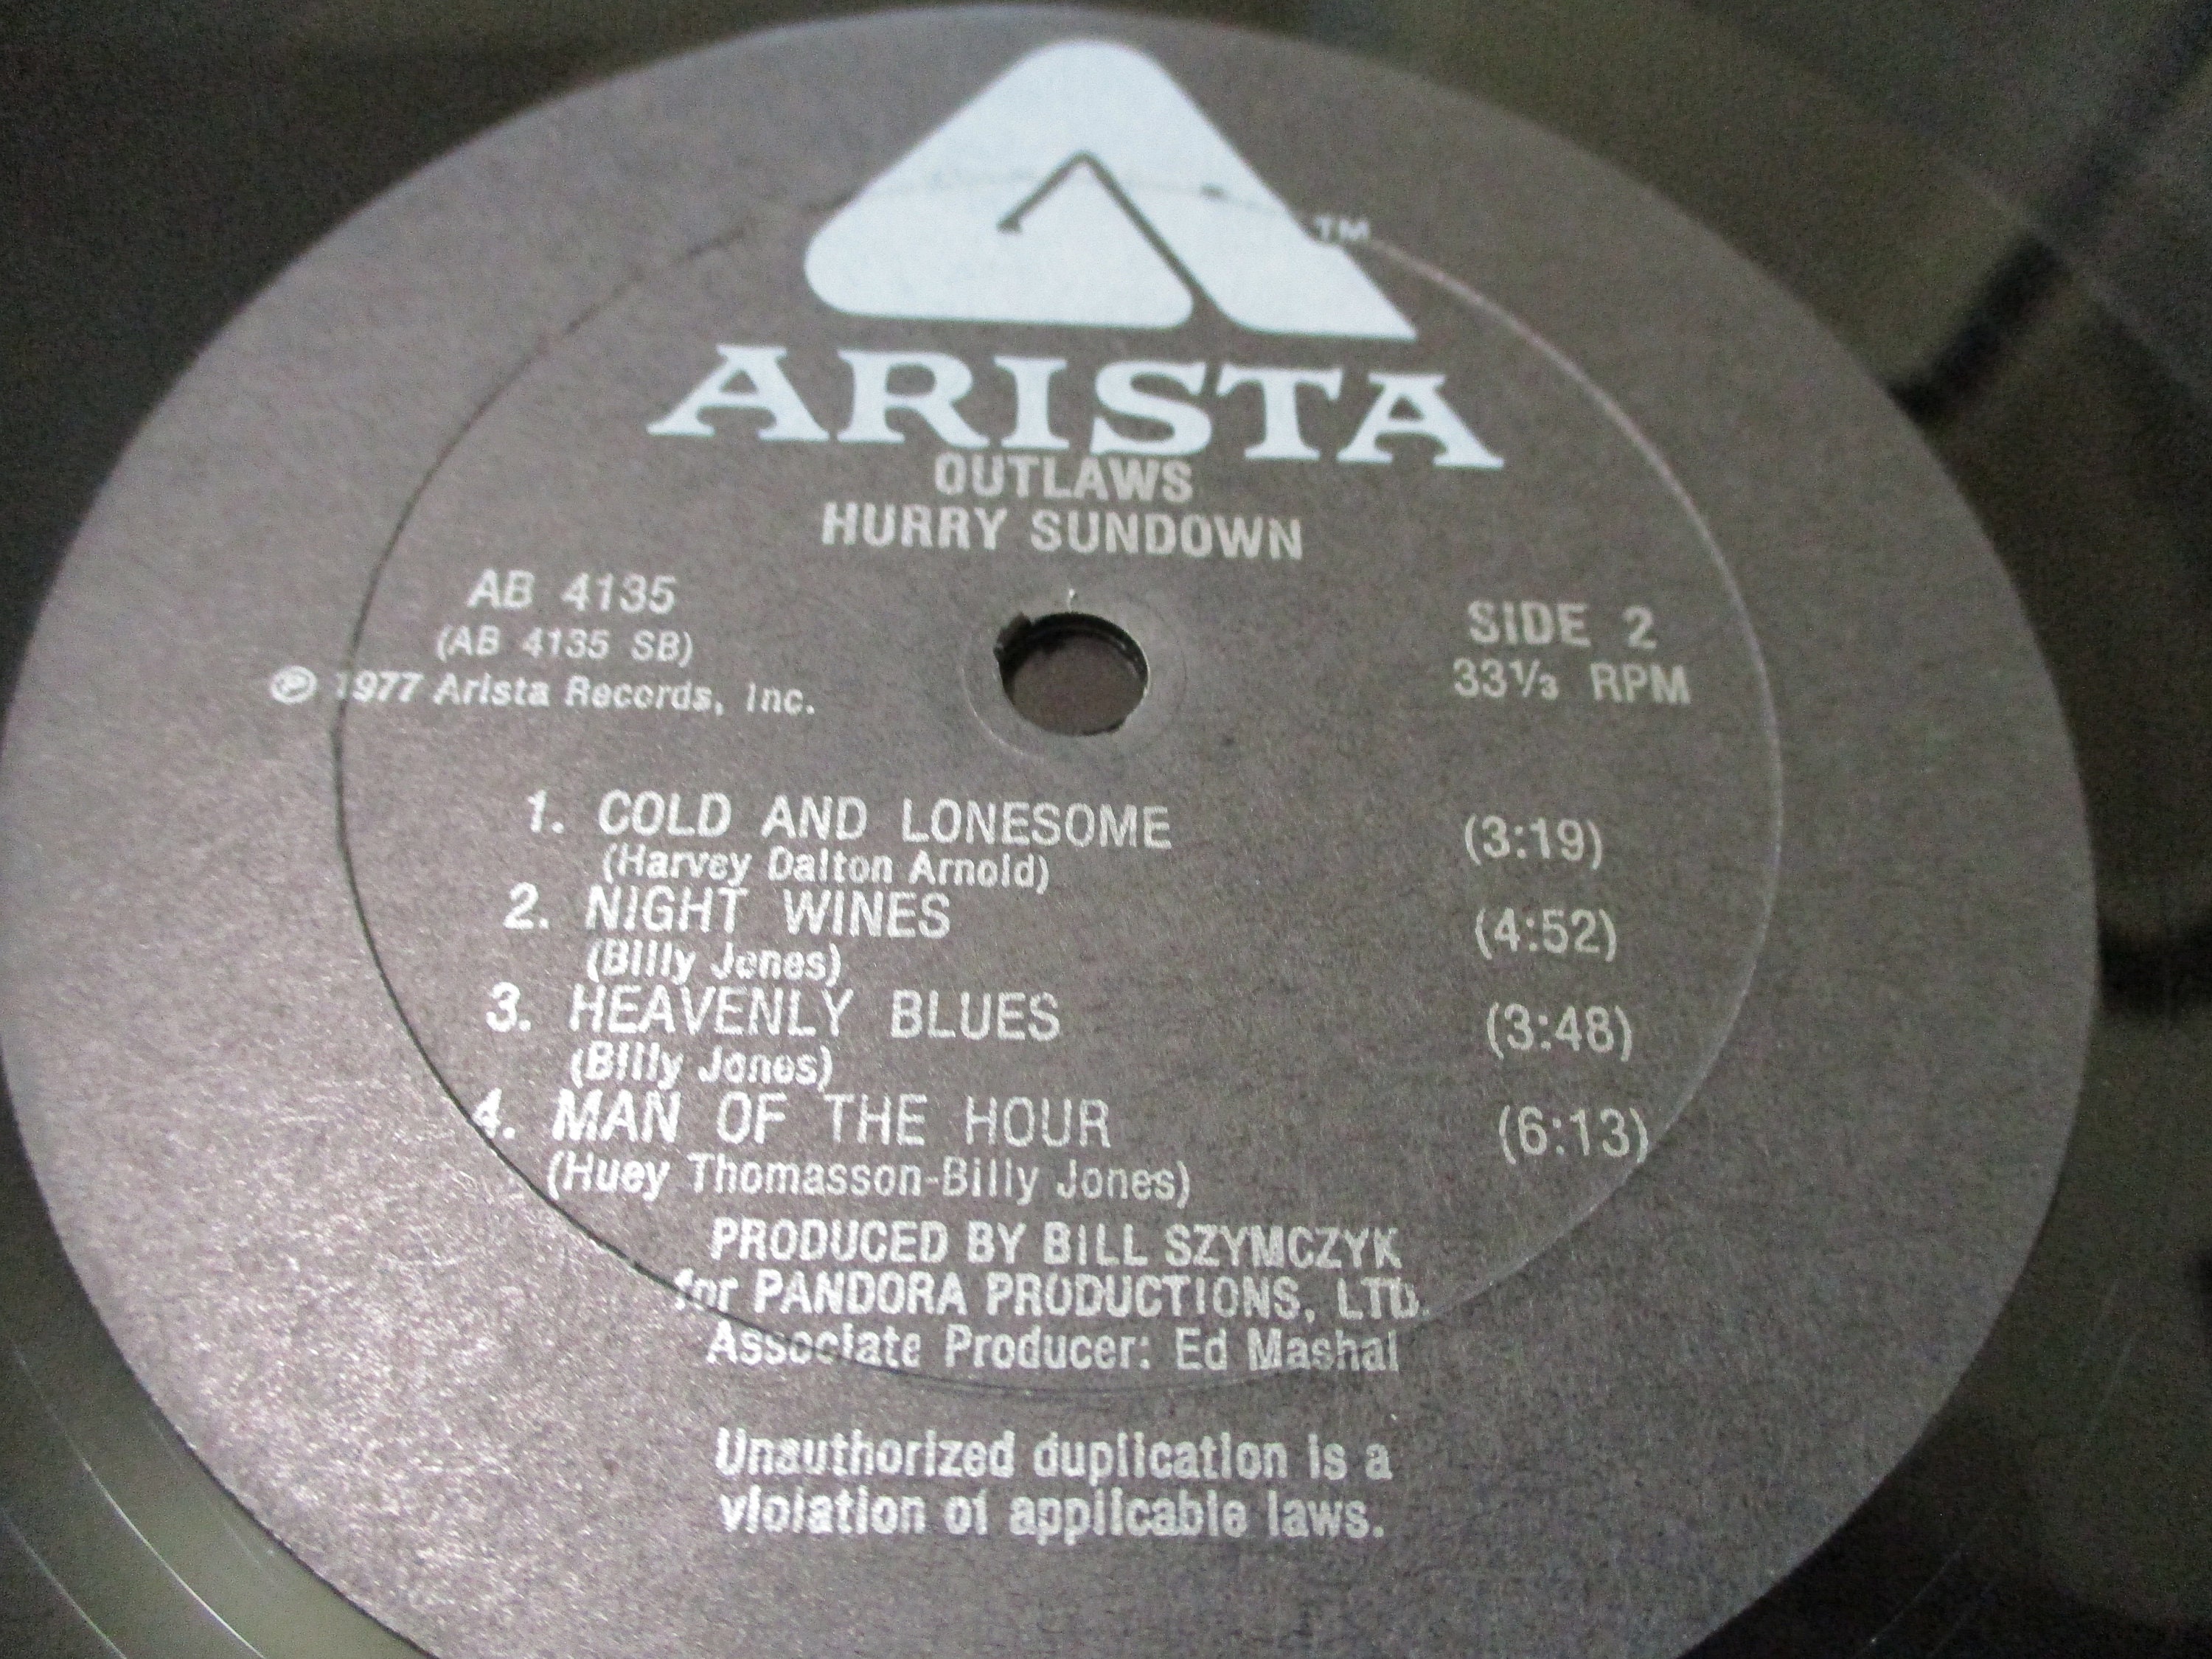 TM
ARISTA
OUTLAWS
HURRY SUNDOWN
AB 4135
(AB 4135 SB)
℗ 1977 Arista Records, Inc.
SIDE 2
33⅓ RPM
1. COLD AND LONESOME (3:19)
(Harvey Dalton Arnold)
2. NIGHT WINES (4:52)
(Billy Jones)
3. HEAVENLY BLUES (3:48)
(Billy Jones)
4. MAN OF THE HOUR (6:13)
(Huey Thomasson-Billy Jones)
PRODUCED BY BILL SZYMCZYK
for PANDORA PRODUCTIONS, LTD.
Associate Producer: Ed Mashal
Unauthorized duplication is a
violation of applicable laws.